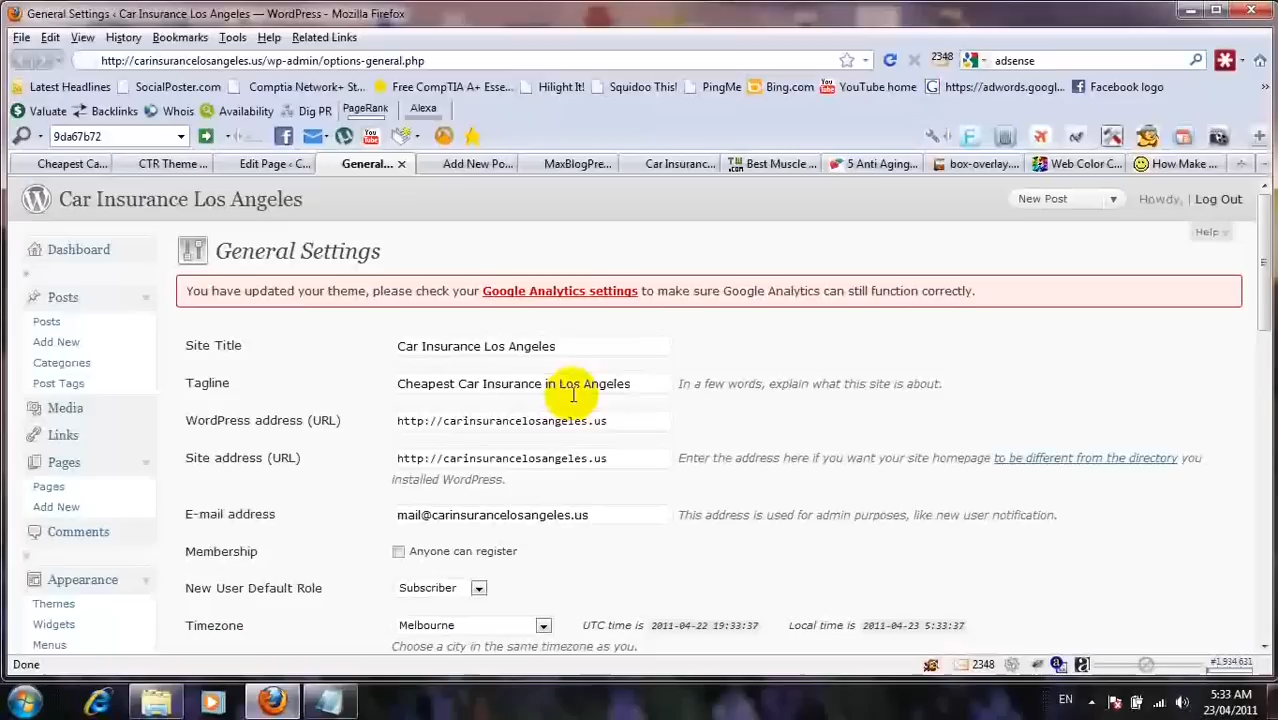 General Settings ‹ Car Insurance Los Angeles — WordPress - Mozilla Firefox
File Edit View History Bookmarks Tools Help Related Links
http://carinsurancelosangeles.us/wp-admin/options-general.php
2348
adsense
Latest Headlines SocialPoster.com Comptia Network+ St... Free CompTIA A+ Esse... Hilight It! Squidoo This! PingMe Bing.com YouTube home https://adwords.googl... Facebook logo »
Valuate Backlinks Whois Availability Dig PR PageRank Alexa
9da67b72
Cheapest Ca... CTR Theme ... Edit Page ‹ C... General... Add New Po... MaxBlogPre... Car Insuranc... Best Muscle ... 5 Anti Aging... box-overlay.... Web Color C... How Make ...
Car Insurance Los Angeles
New Post
Howdy, | Log Out
Help
Dashboard
General Settings
You have updated your theme, please check your Google Analytics settings to make sure Google Analytics can still function correctly.
Posts
Posts
Add New
Categories
Post Tags
Media
Links
Pages
Pages
Add New
Comments
Appearance
Themes
Widgets
Menus
Site Title Car Insurance Los Angeles
Tagline Cheapest Car Insurance in Los Angeles In a few words, explain what this site is about.
WordPress address (URL) http://carinsurancelosangeles.us
Site address (URL) http://carinsurancelosangeles.us Enter the address here if you want your site homepage to be different from the directory you
installed WordPress.
E-mail address mail@carinsurancelosangeles.us This address is used for admin purposes, like new user notification.
Membership Anyone can register
New User Default Role Subscriber
Timezone Melbourne UTC time is 2011-04-22 19:33:37 Local time is 2011-04-23 5:33:37
Choose a city in the same timezone as you.
Done
2348
#1,934,631
EN
5:33 AM
23/04/2011